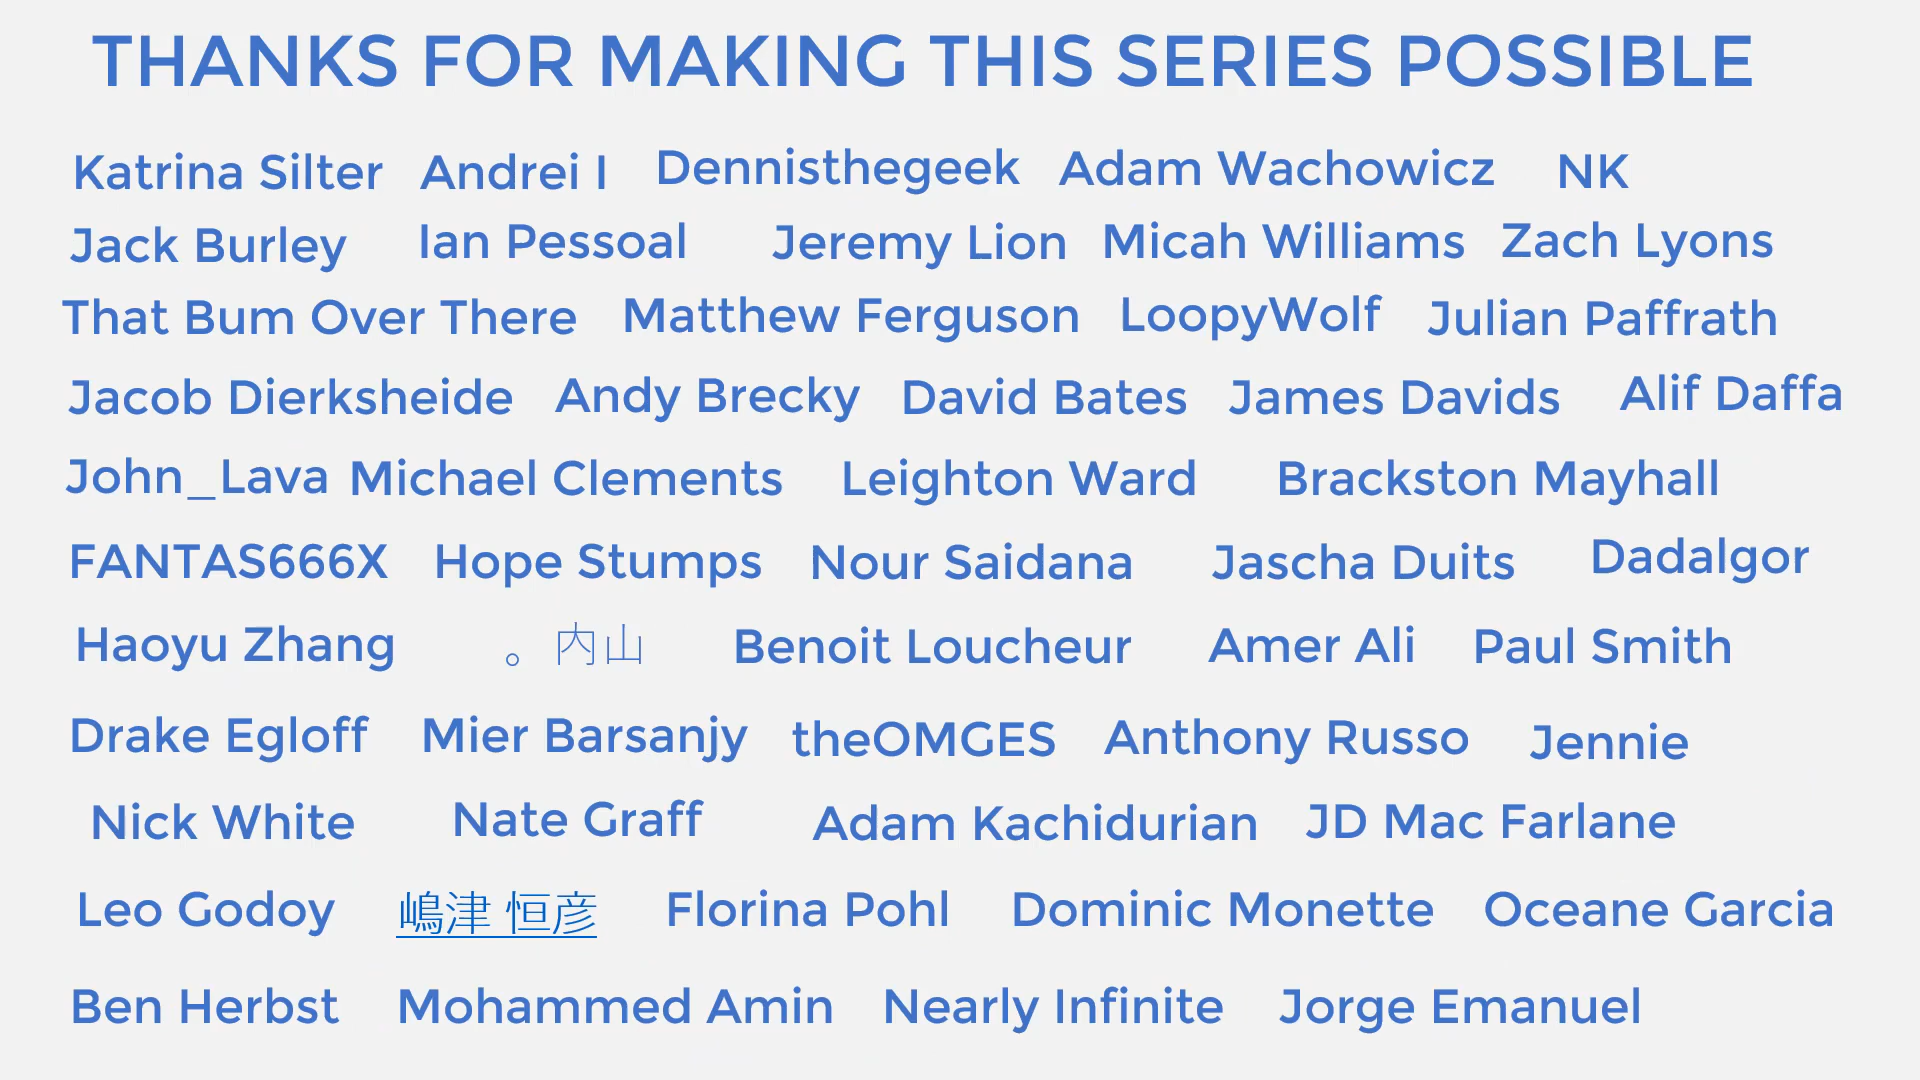 THANKS FOR MAKING THIS SERIES POSSIBLE
Katrina Silter Andrei I Dennisthegeek Adam Wachowicz NK
Jack Burley Ian Pessoal Jeremy Lion Micah Williams Zach Lyons
That Bum Over There Matthew Ferguson LoopyWolf Julian Paffrath
Jacob Dierksheide Andy Brecky David Bates James Davids Alif Daffa
John_Lava Michael Clements Leighton Ward Brackston Mayhall
FANTAS666X Hope Stumps Nour Saidana Jascha Duits Dadalgor
Haoyu Zhang 。内山 Benoit Loucheur Amer Ali Paul Smith
Drake Egloff Mier Barsanjy theOMGES Anthony Russo Jennie
Nick White Nate Graff Adam Kachidurian JD Mac Farlane
Leo Godoy 嶋津 恒彦 Florina Pohl Dominic Monette Oceane Garcia
Ben Herbst Mohammed Amin Nearly Infinite Jorge Emanuel